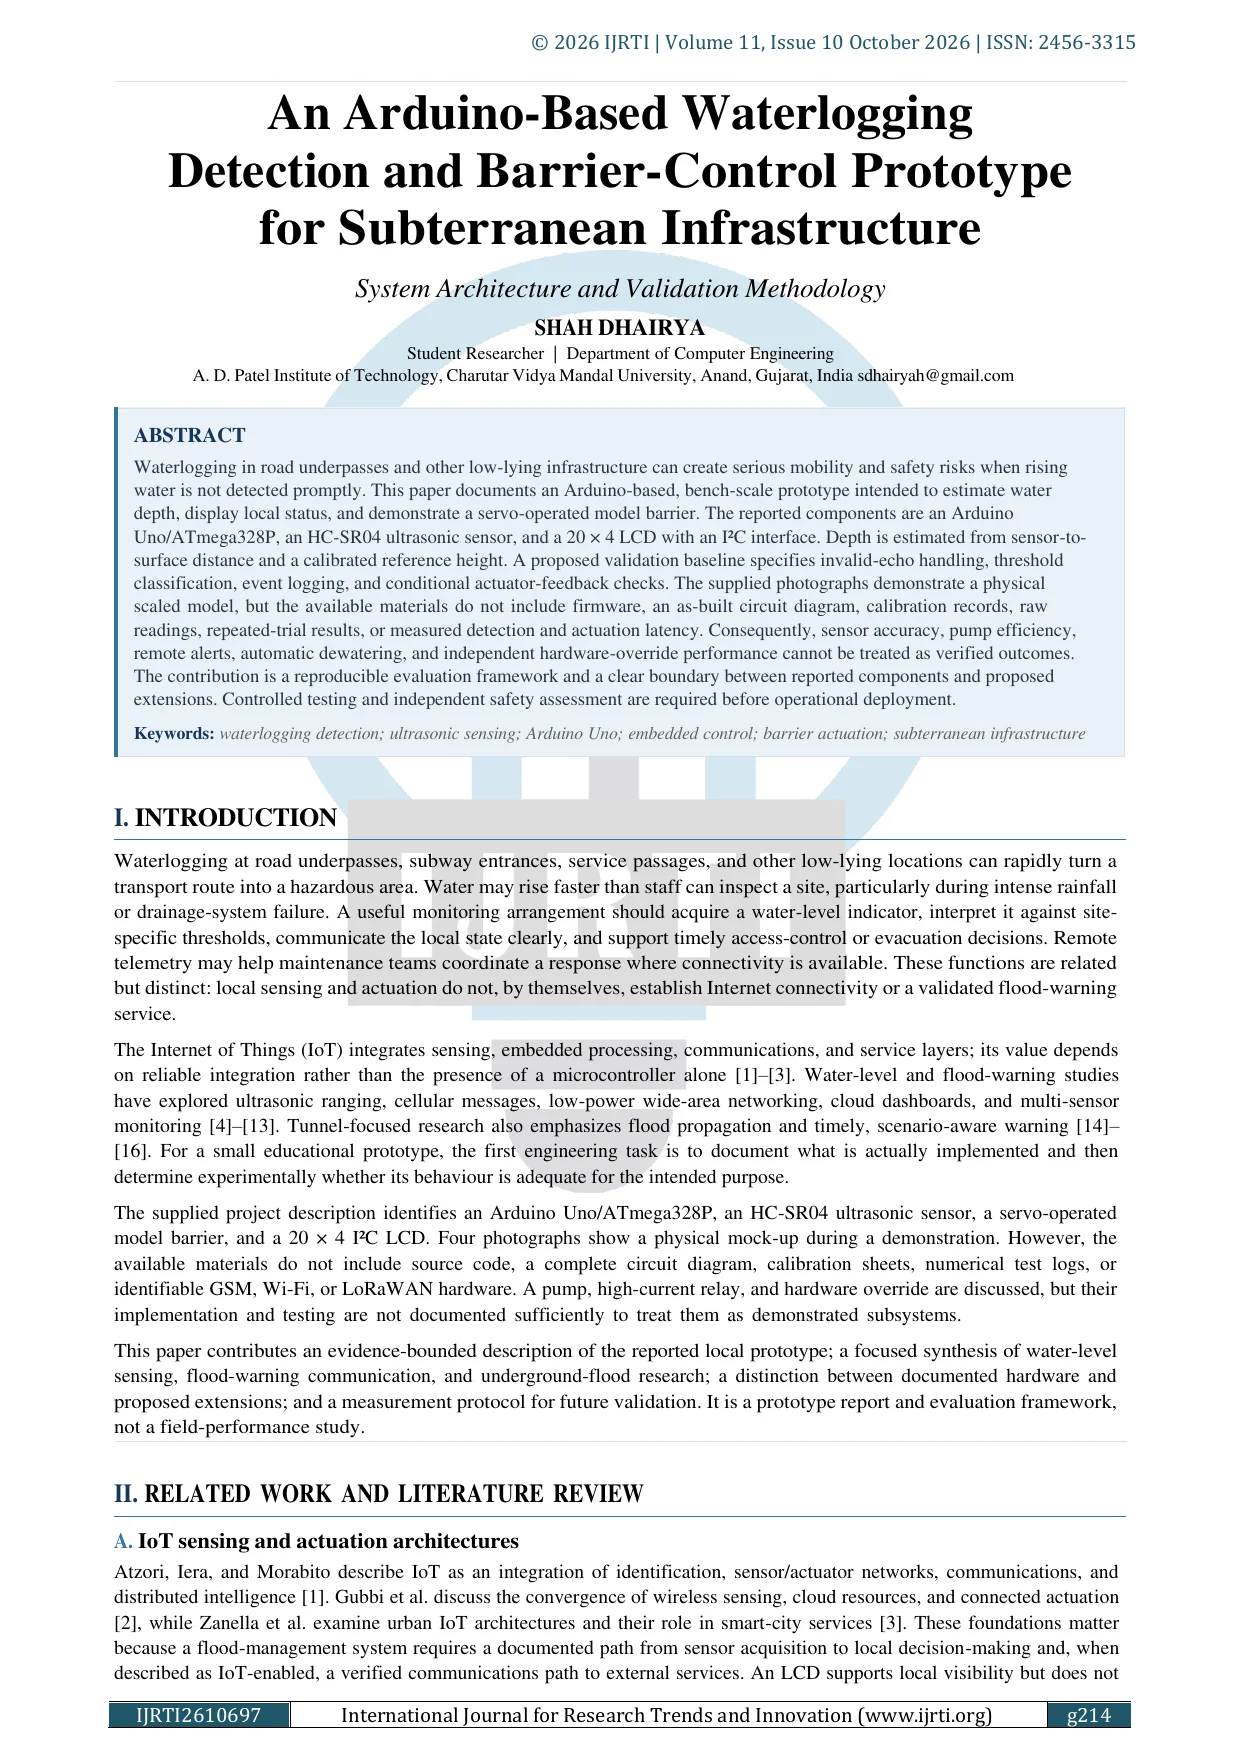 © 2026 IJRTI | Volume 11, Issue 10 October 2026 | ISSN: 2456-3315
An Arduino-Based Waterlogging
Detection and Barrier-Control Prototype
for Subterranean Infrastructure
System Architecture and Validation Methodology
SHAH DHAIRYA
Student Researcher | Department of Computer Engineering
A. D. Patel Institute of Technology, Charutar Vidya Mandal University, Anand, Gujarat, India sdhairyah@gmail.com
ABSTRACT
Waterlogging in road underpasses and other low-lying infrastructure can create serious mobility and safety risks when rising
water is not detected promptly. This paper documents an Arduino-based, bench-scale prototype intended to estimate water
depth, display local status, and demonstrate a servo-operated model barrier. The reported components are an Arduino
Uno/ATmega328P, an HC-SR04 ultrasonic sensor, and a 20 × 4 LCD with an I²C interface. Depth is estimated from sensor-to-
surface distance and a calibrated reference height. A proposed validation baseline specifies invalid-echo handling, threshold
classification, event logging, and conditional actuator-feedback checks. The supplied photographs demonstrate a physical
scaled model, but the available materials do not include firmware, an as-built circuit diagram, calibration records, raw
readings, repeated-trial results, or measured detection and actuation latency. Consequently, sensor accuracy, pump efficiency,
remote alerts, automatic dewatering, and independent hardware-override performance cannot be treated as verified outcomes.
The contribution is a reproducible evaluation framework and a clear boundary between reported components and proposed
extensions. Controlled testing and independent safety assessment are required before operational deployment.
Keywords: waterlogging detection; ultrasonic sensing; Arduino Uno; embedded control; barrier actuation; subterranean infrastructure
I. INTRODUCTION
Waterlogging at road underpasses, subway entrances, service passages, and other low-lying locations can rapidly turn a
transport route into a hazardous area. Water may rise faster than staff can inspect a site, particularly during intense rainfall
or drainage-system failure. A useful monitoring arrangement should acquire a water-level indicator, interpret it against site-
specific thresholds, communicate the local state clearly, and support timely access-control or evacuation decisions. Remote
telemetry may help maintenance teams coordinate a response where connectivity is available. These functions are related
but distinct: local sensing and actuation do not, by themselves, establish Internet connectivity or a validated flood-warning
service.
The Internet of Things (IoT) integrates sensing, embedded processing, communications, and service layers; its value depends
on reliable integration rather than the presence of a microcontroller alone [1]–[3]. Water-level and flood-warning studies
have explored ultrasonic ranging, cellular messages, low-power wide-area networking, cloud dashboards, and multi-sensor
monitoring [4]–[13]. Tunnel-focused research also emphasizes flood propagation and timely, scenario-aware warning [14]–
[16]. For a small educational prototype, the first engineering task is to document what is actually implemented and then
determine experimentally whether its behaviour is adequate for the intended purpose.
The supplied project description identifies an Arduino Uno/ATmega328P, an HC-SR04 ultrasonic sensor, a servo-operated
model barrier, and a 20 × 4 I²C LCD. Four photographs show a physical mock-up during a demonstration. However, the
available materials do not include source code, a complete circuit diagram, calibration sheets, numerical test logs, or
identifiable GSM, Wi-Fi, or LoRaWAN hardware. A pump, high-current relay, and hardware override are discussed, but their
implementation and testing are not documented sufficiently to treat them as demonstrated subsystems.
This paper contributes an evidence-bounded description of the reported local prototype; a focused synthesis of water-level
sensing, flood-warning communication, and underground-flood research; a distinction between documented hardware and
proposed extensions; and a measurement protocol for future validation. It is a prototype report and evaluation framework,
not a field-performance study.
II. RELATED WORK AND LITERATURE REVIEW
A. IoT sensing and actuation architectures
Atzori, Iera, and Morabito describe IoT as an integration of identification, sensor/actuator networks, communications, and
distributed intelligence [1]. Gubbi et al. discuss the convergence of wireless sensing, cloud resources, and connected actuation
[2], while Zanella et al. examine urban IoT architectures and their role in smart-city services [3]. These foundations matter
because a flood-management system requires a documented path from sensor acquisition to local decision-making and, when
described as IoT-enabled, a verified communications path to external services. An LCD supports local visibility but does not
IJRTI2610697
International Journal for Research Trends and Innovation (www.ijrti.org)
g214
IJRTI